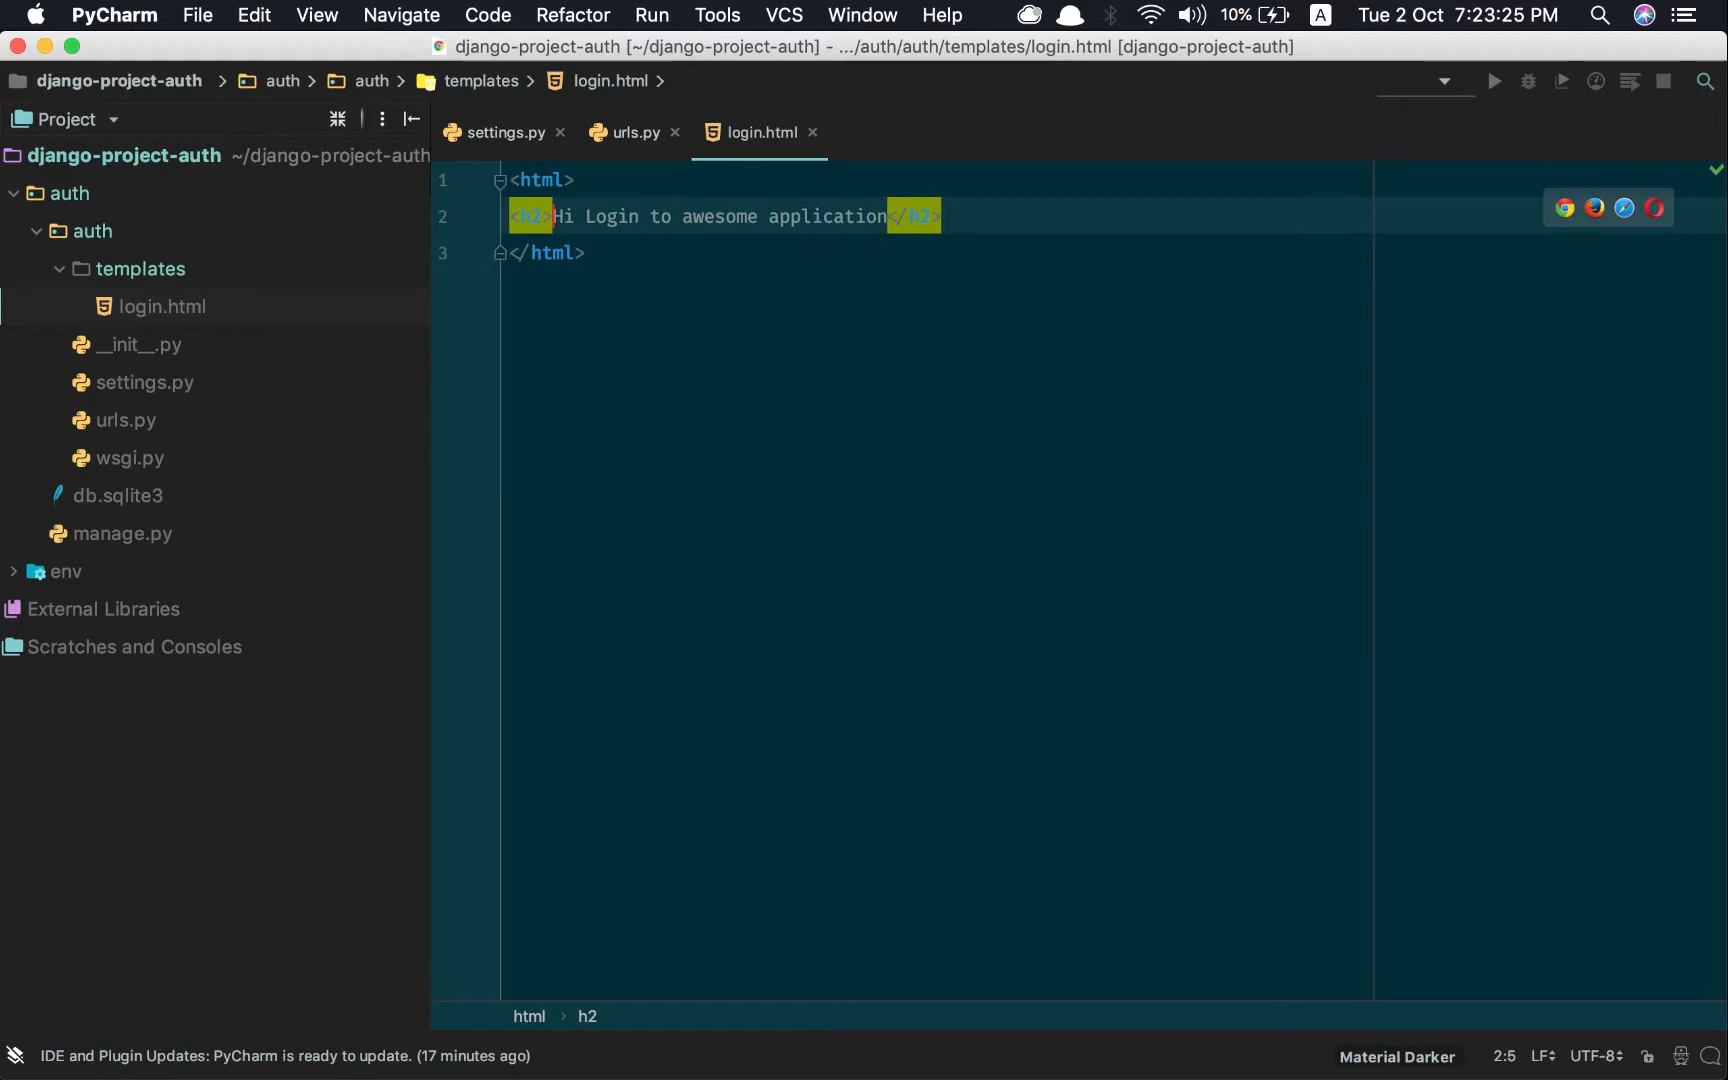 PyCharm File Edit View Navigate Code Refactor Run Tools VCS Window Help 10% A Tue 2 Oct 7:23:25 PM
django-project-auth [~/django-project-auth] - .../auth/auth/templates/login.html [django-project-auth]
django-project-auth auth auth templates login.html
Project
settings.py urls.py login.html
django-project-auth ~/django-project-auth
auth
auth
templates
login.html
__init__.py
settings.py
urls.py
wsgi.py
db.sqlite3
manage.py
env
External Libraries
Scratches and Consoles
1 <html>
2 <h2>Hi Login to awesome application</h2>
3 </html>
html › h2
IDE and Plugin Updates: PyCharm is ready to update. (17 minutes ago) Material Darker 2:5 LF UTF-8